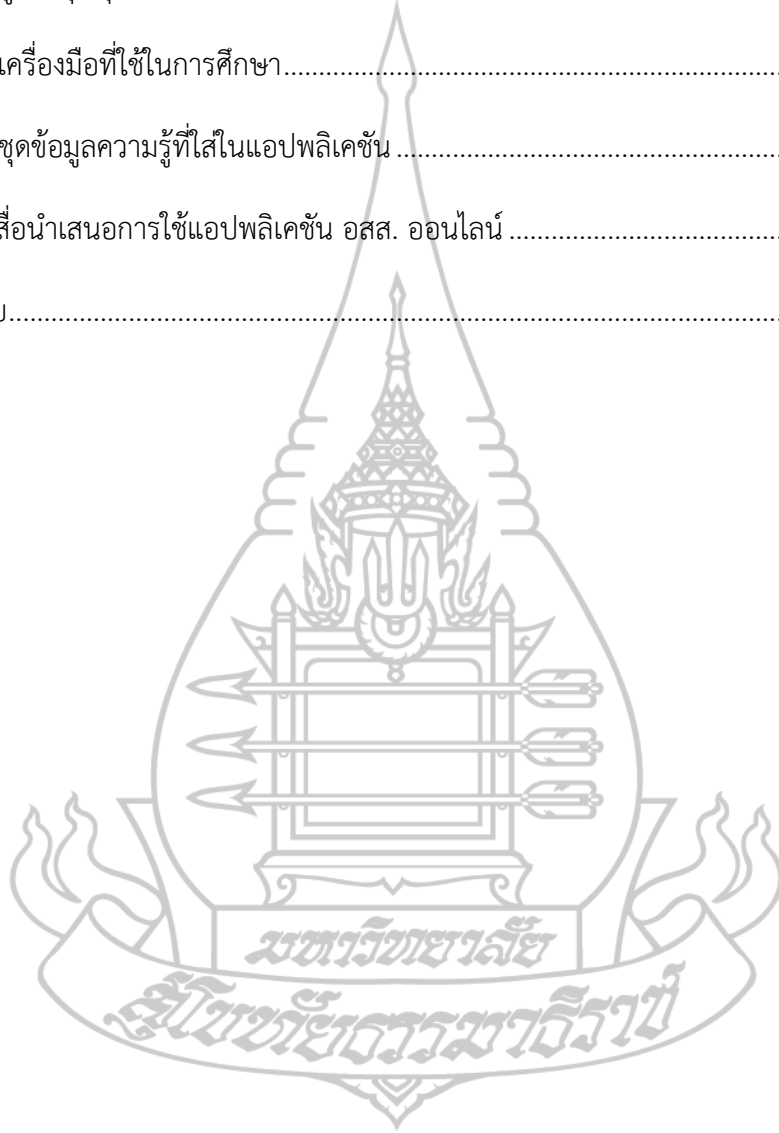 เครื่องมือที่ใช้ในการศึกษา
ชุดข้อมูลความรู้ที่ใส่ในแอปพลิเคชัน
สื่อนำเสนอการใช้แอปพลิเคชัน อสส. ออนไลน์
มหาวิทยาลัย
สุโขทัยธรรมาธิราช